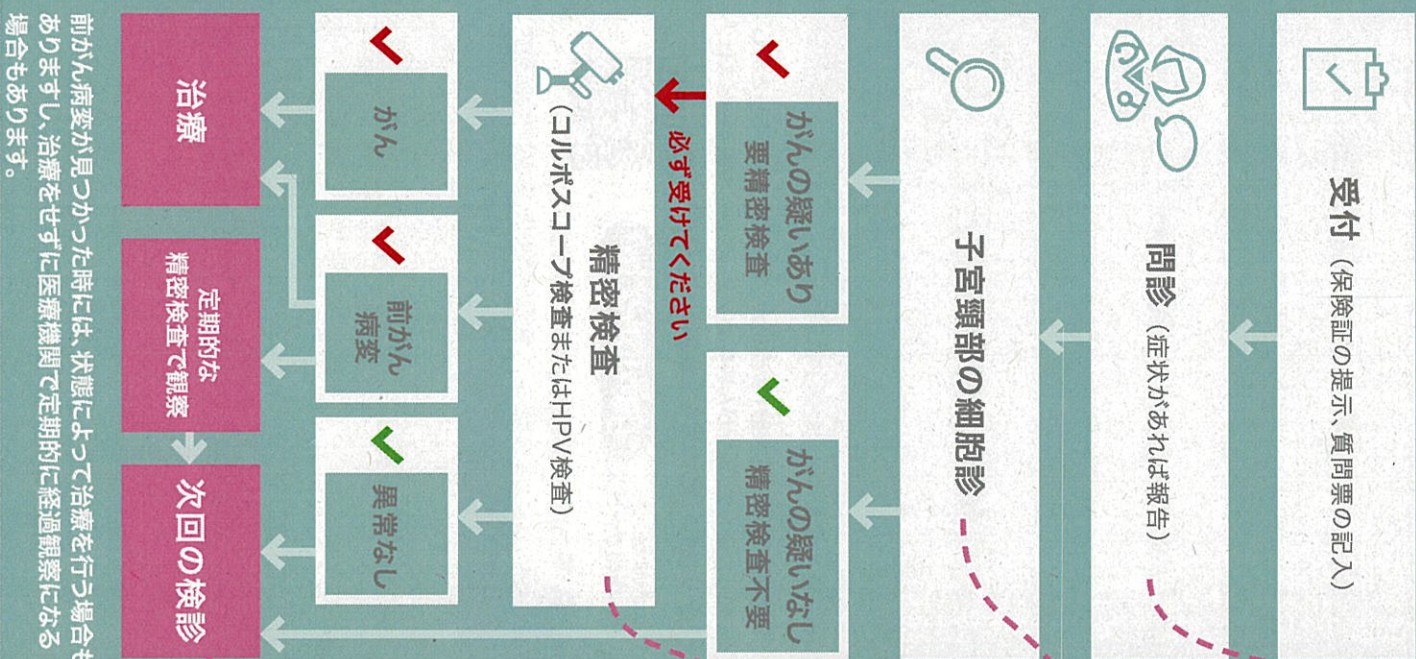 受付（保険証の提示、質問票の記入）
問診（症状があれば報告）
子宮頸部の細胞診
がんの疑いあり
要精密検査
がんの疑いなし
精密検査不要
必ず受けてください
精密検査
（コルポスコープ検査またはHPV検査）
がん
前がん
病変
異常なし
治療
定期的な
精密検査で観察
次回の検診
前がん病変が見つかった時には、状態によって治療を行う場合も
ありますし、治療をせずに医療機関で定期的に経過観察になる
場合もあります。